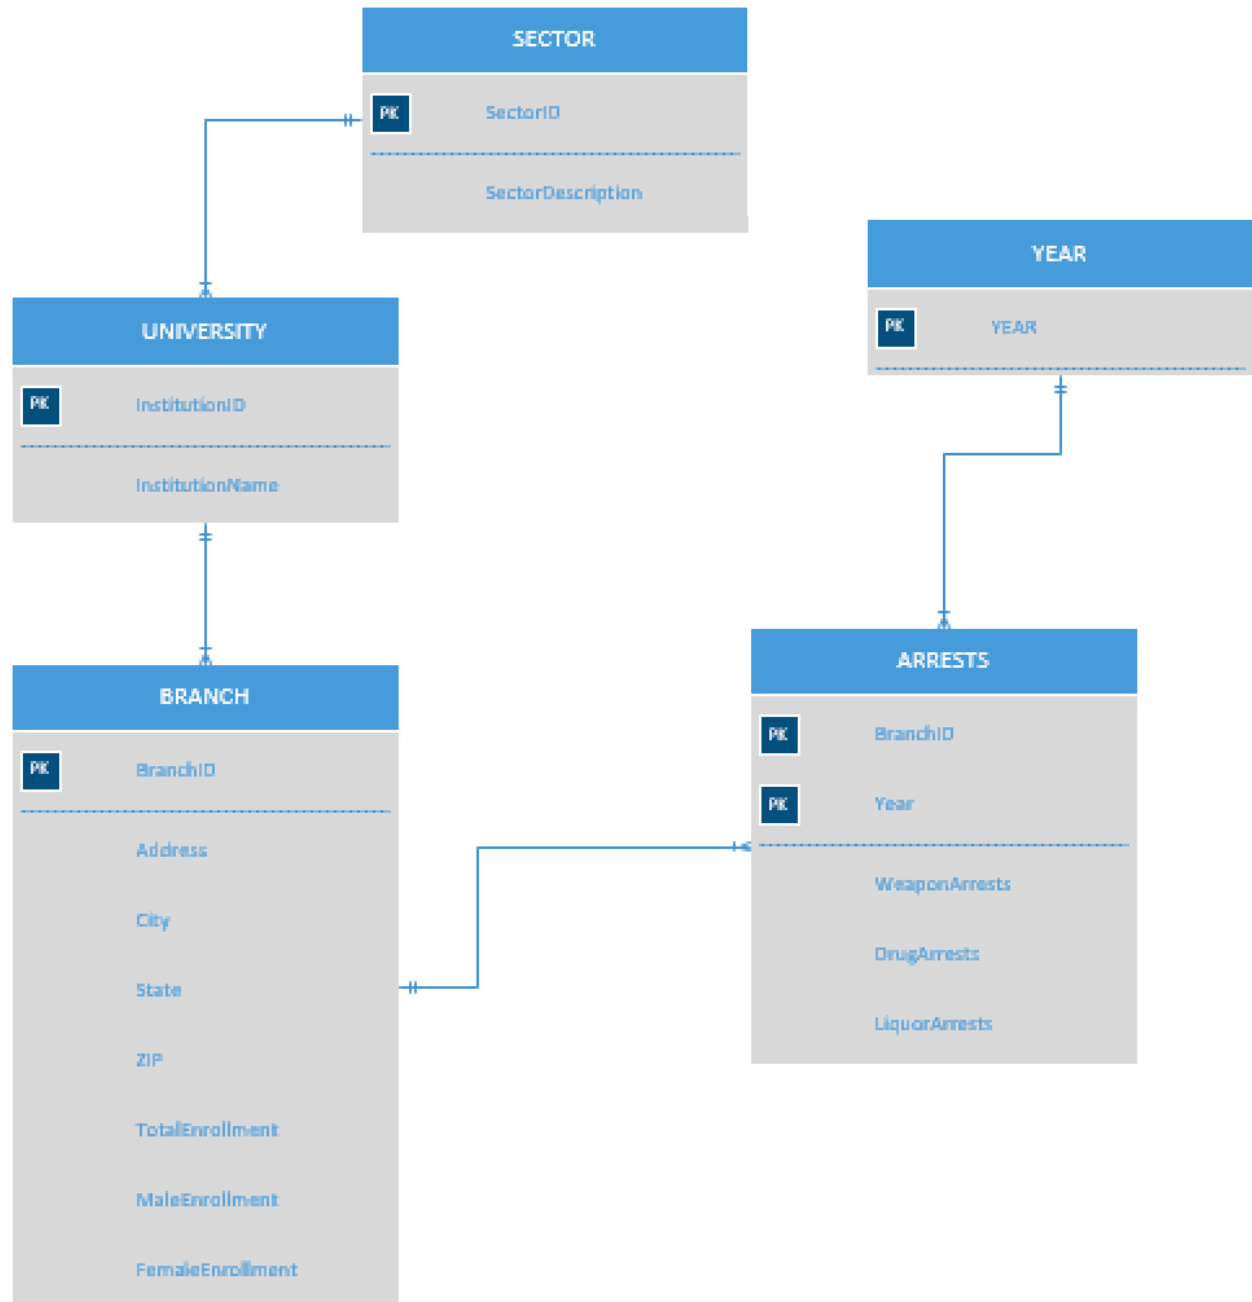 SECTOR
PK SectorID
SectorDescription
YEAR
PK YEAR
UNIVERSITY
PK InstitutionID
InstitutionName
BRANCH
PK BranchID
Address
City
State
ZIP
TotalEnrollment
MaleEnrollment
FemaleEnrollment
ARRESTS
PK BranchID
PK Year
WeaponArrests
DrugArrests
LiquorArrests